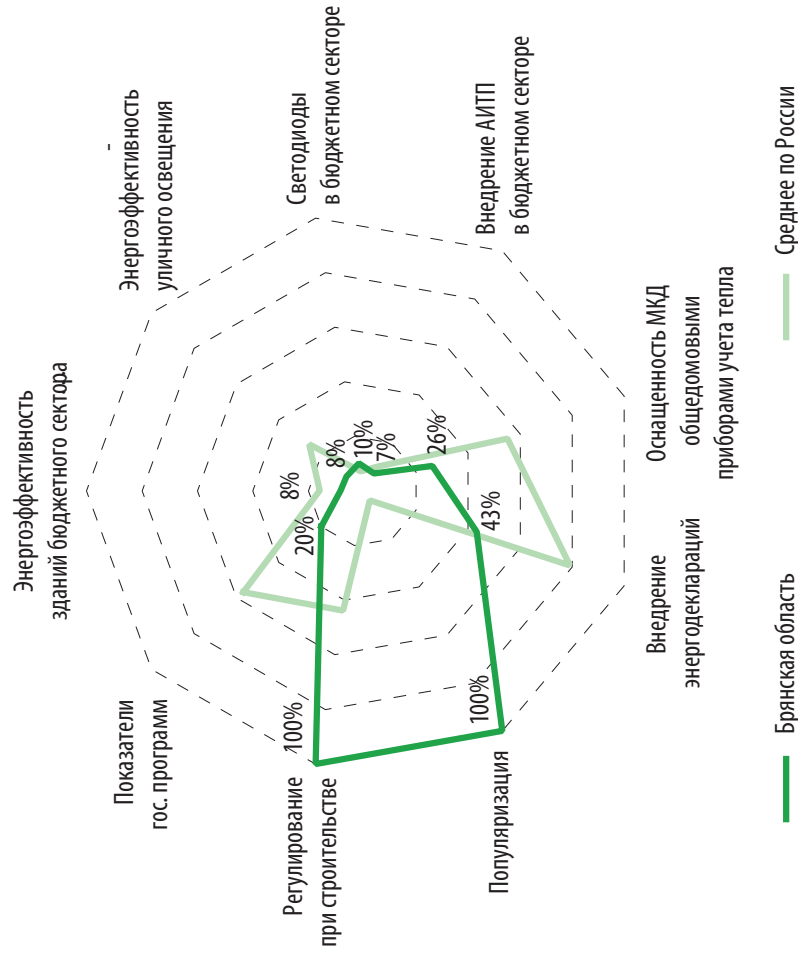 Энергоэффективность
зданий бюджетного сектора
Энергоэффективность
уличного освещения
-
Светодиоды
в бюджетном секторе
Внедрение АИТП
в бюджетном секторе
Оснащенность МКД
общедомовыми
приборами учета тепла
Внедрение
энергодеклараций
Популяризация
Регулирование
при строительстве
Показатели
гос. программ
8%
8%
10%
7%
26%
43%
100%
100%
20%
Брянская область
Среднее по России